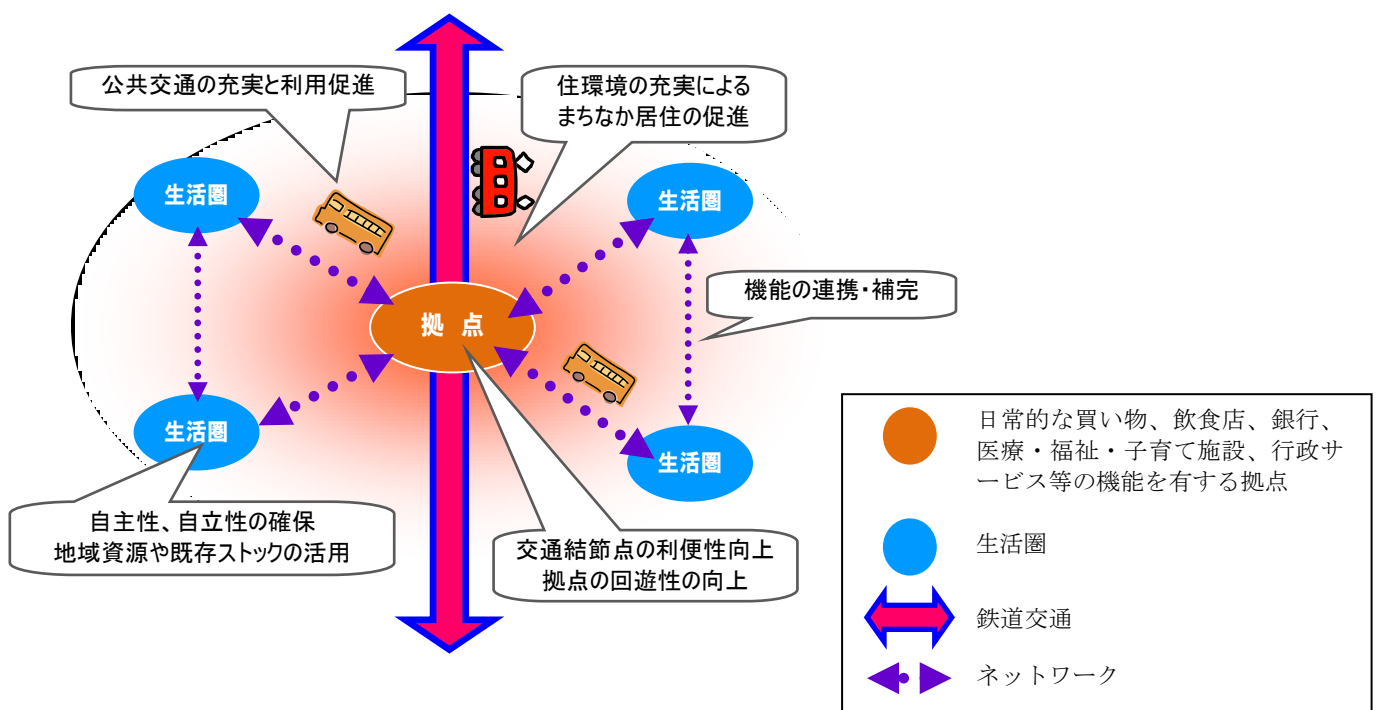 公共交通の充実と利用促進
住環境の充実による
まちなか居住の促進
生活圏
生活圏
機能の連携・補完
拠 点
生活圏
生活圏
自主性、自立性の確保
地域資源や既存ストックの活用
交通結節点の利便性向上
拠点の回遊性の向上
日常的な買い物、飲食店、銀行、
医療・福祉・子育て施設、行政サ
ービス等の機能を有する拠点
生活圏
鉄道交通
ネットワーク